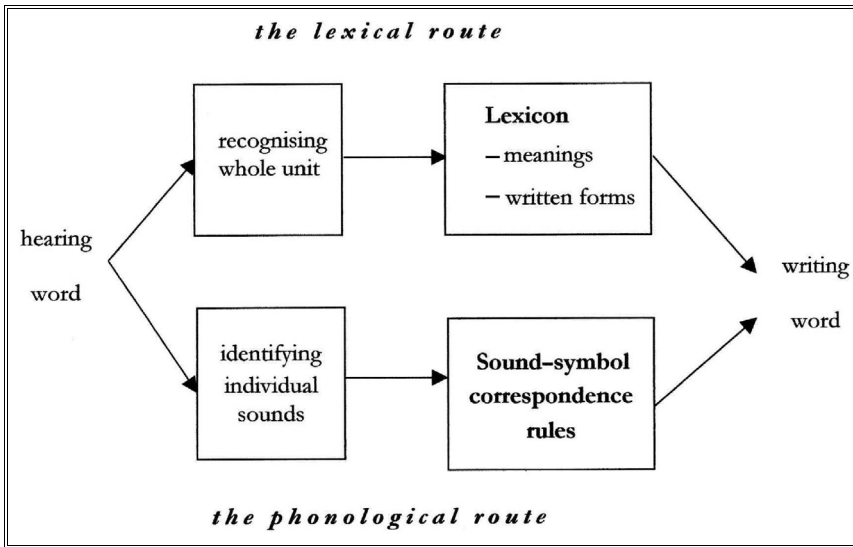 the lexical route
recognising
whole unit
Lexicon
– meanings
– written forms
hearing
word
writing
word
identifying
individual
sounds
Sound–symbol
correspondence
rules
the phonological route